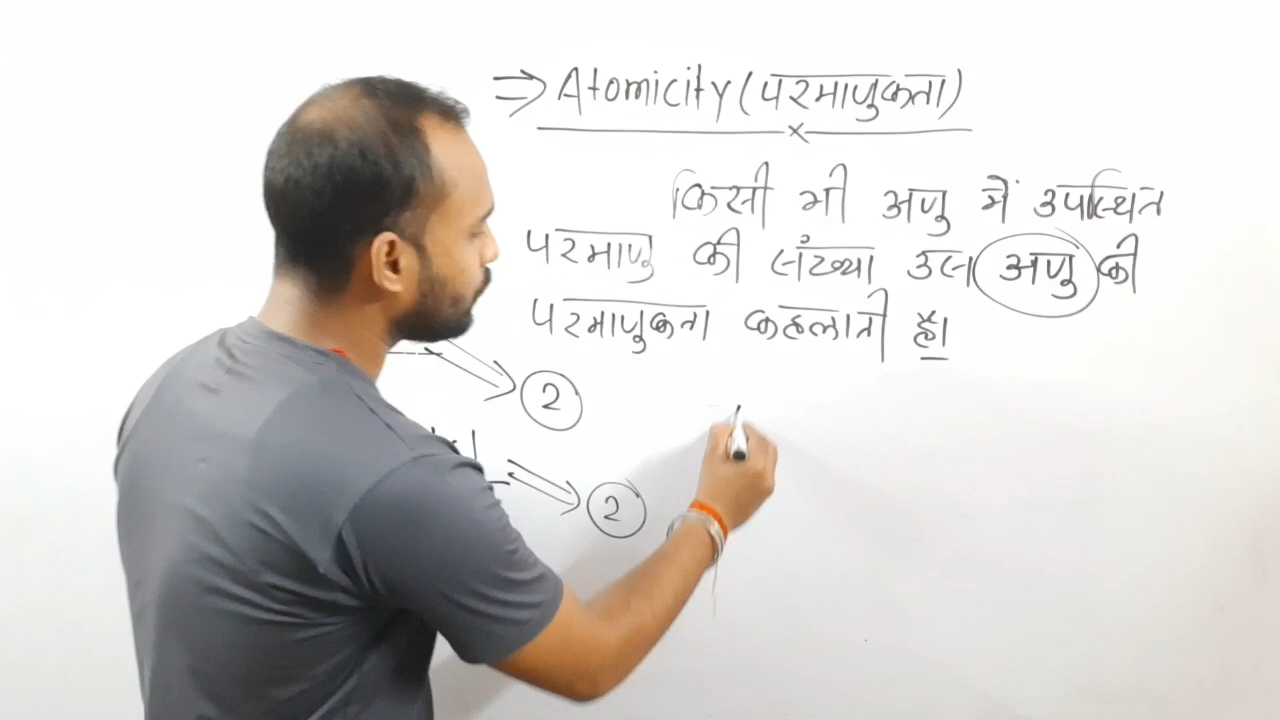 ⇒ Atomicity (परमाणुकता)
किसी भी अणु में उपस्थित
परमाणु की संख्या उस अणु की
परमाणुकता कहलाती है।
2
2